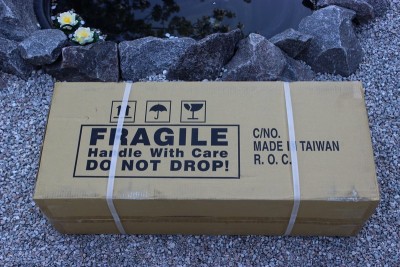 FRAGILE
Handle With Care
DO NOT DROP!
C/NO.
MADE IN TAIWAN
R. O. C.